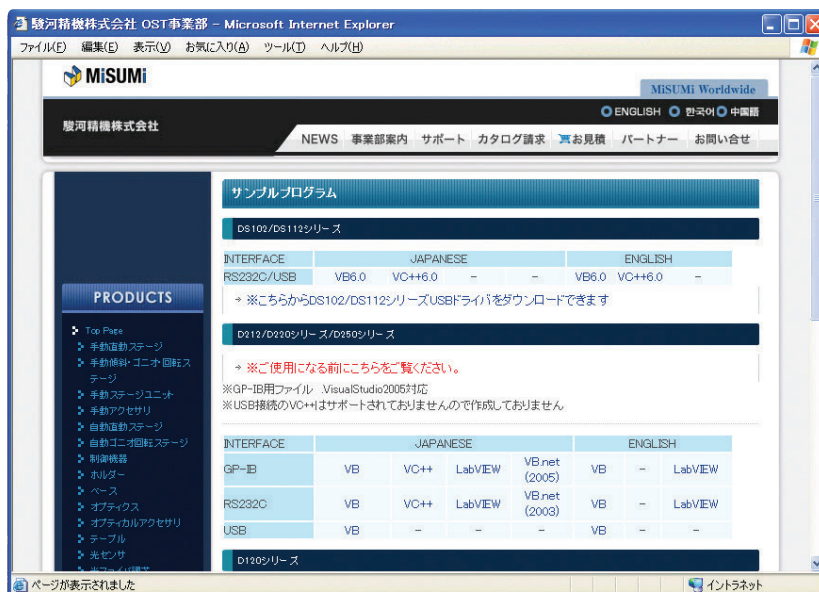 駿河精機株式会社 OST事業部 - Microsoft Internet Explorer
ファイル(F) 編集(E) 表示(V) お気に入り(A) ツール(T) ヘルプ(H)
MiSUMi
MiSUMi Worldwide
ENGLISH 한국어 中国語
駿河精機株式会社
NEWS 事業部案内 サポート カタログ請求 お見積 パートナー お問い合せ
サンプルプログラム
DS102/DS112シリーズ
INTERFACE JAPANESE ENGLISH
RS232C/USB VB6.0 VC++6.0 - - VB6.0 VC++6.0 -
※こちらからDS102/DS112シリーズUSBドライバをダウンロードできます
D212/D220シリーズ/D250シリーズ
※ご使用になる前にこちらをご覧ください。
※GP-IB用ファイル .VisualStudio2005対応
※USB接続のVC++はサポートされておりませんので作成しておりません
INTERFACE JAPANESE ENGLISH
GP-IB VB VC++ LabVIEW VB.net (2005) VB - LabVIEW
RS232C VB VC++ LabVIEW VB.net (2003) VB - LabVIEW
USB VB - - - VB - -
D120シリーズ
PRODUCTS
Top Page
手動直動ステージ
手動傾斜・ゴニオ・回転ス
テージ
手動ステージユニット
手動アクセサリ
自動直動ステージ
自動ゴニオ回転ステージ
制御機器
ホルダー
ベース
オプティクス
オプティカルアクセサリ
テーブル
光センサ
ページが表示されました
イントラネット